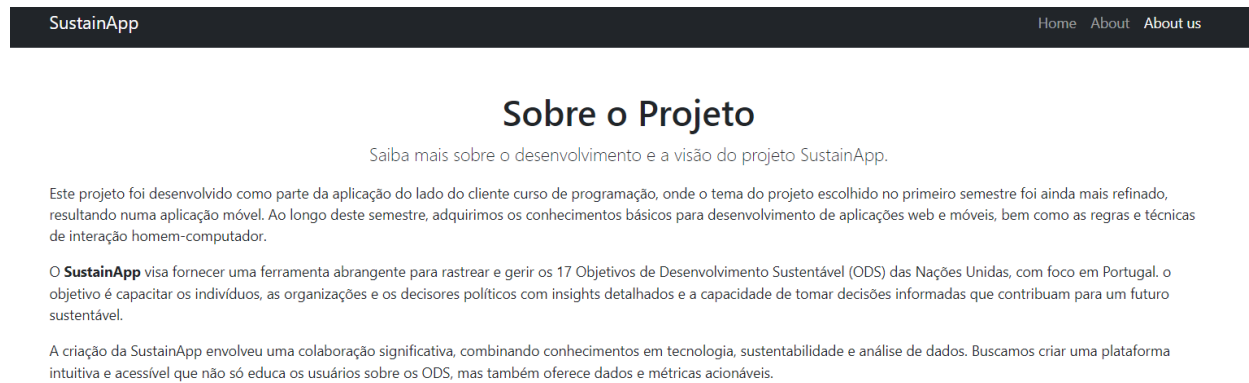 SustainApp
Home About About us
Sobre o Projeto
Saiba mais sobre o desenvolvimento e a visão do projeto SustainApp.
Este projeto foi desenvolvido como parte da aplicação do lado do cliente curso de programação, onde o tema do projeto escolhido no primeiro semestre foi ainda mais refinado,
resultando numa aplicação móvel. Ao longo deste semestre, adquirimos os conhecimentos básicos para desenvolvimento de aplicações web e móveis, bem como as regras e técnicas
de interação homem-computador.
O SustainApp visa fornecer uma ferramenta abrangente para rastrear e gerir os 17 Objetivos de Desenvolvimento Sustentável (ODS) das Nações Unidas, com foco em Portugal. o
objetivo é capacitar os indivíduos, as organizações e os decisores políticos com insights detalhados e a capacidade de tomar decisões informadas que contribuam para um futuro
sustentável.
A criação da SustainApp envolveu uma colaboração significativa, combinando conhecimentos em tecnologia, sustentabilidade e análise de dados. Buscamos criar uma plataforma
intuitiva e acessível que não só educa os usuários sobre os ODS, mas também oferece dados e métricas acionáveis.